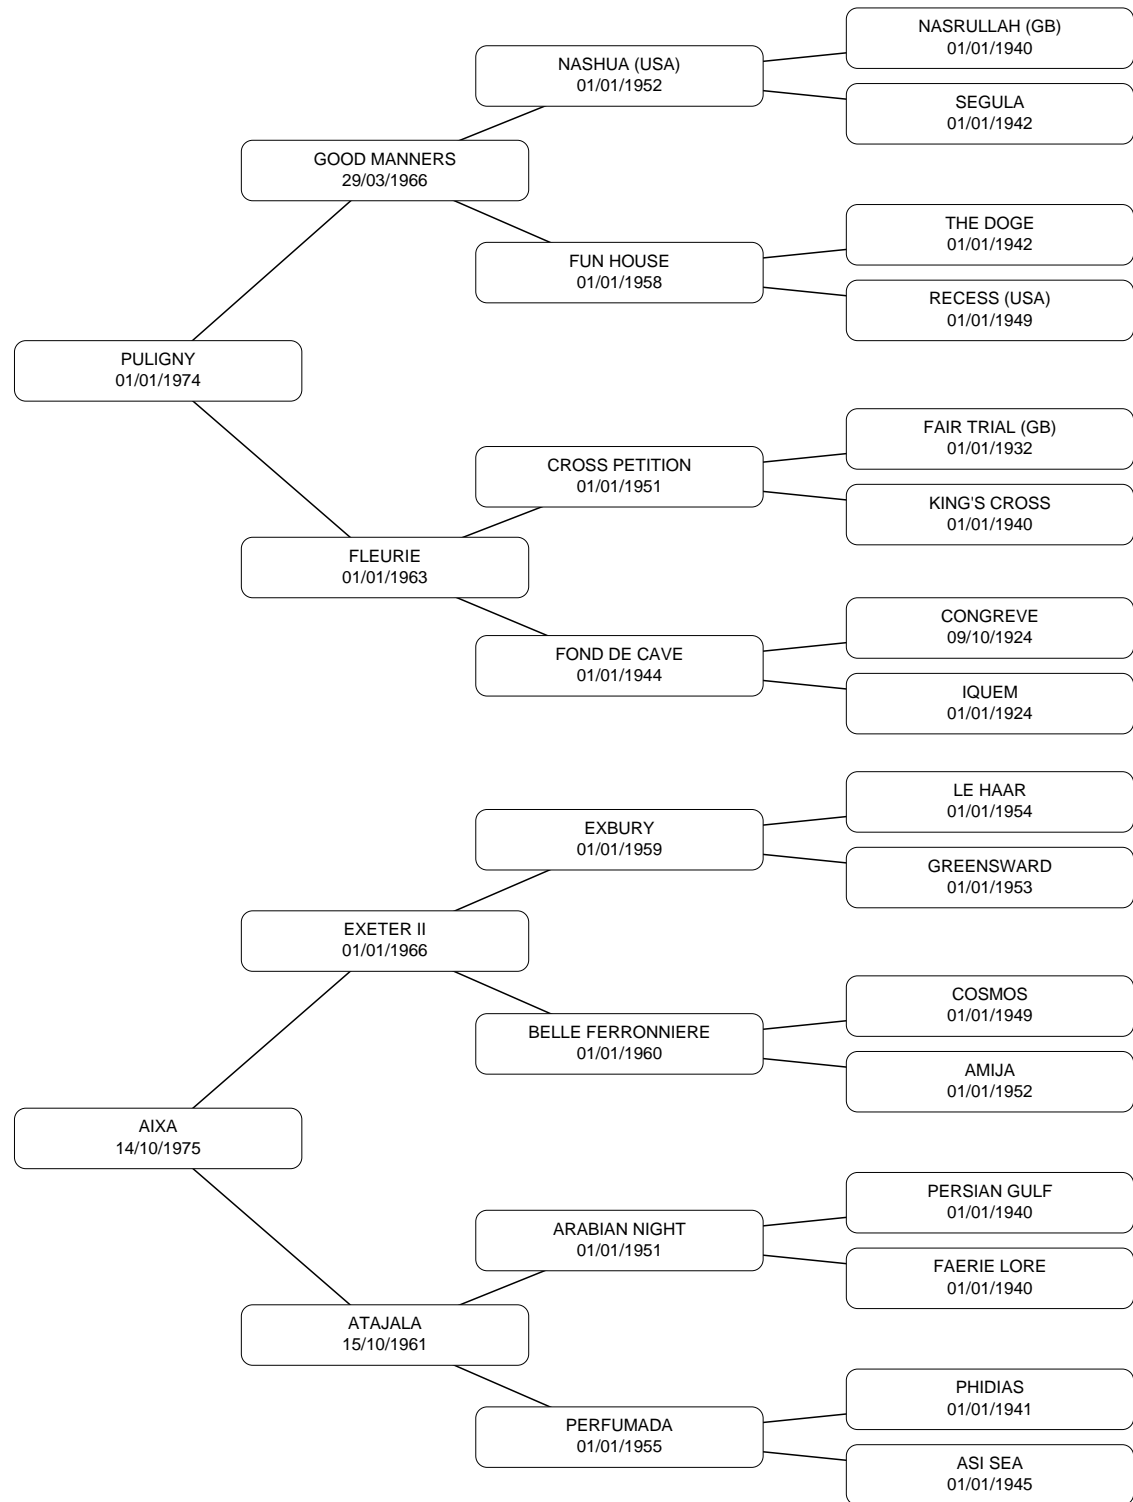 NASRULLAH (GB)
01/01/1940
NASHUA (USA)
01/01/1952
SEGULA
01/01/1942
GOOD MANNERS
29/03/1966
THE DOGE
01/01/1942
FUN HOUSE
01/01/1958
RECESS (USA)
01/01/1949
PULIGNY
01/01/1974
FAIR TRIAL (GB)
01/01/1932
CROSS PETITION
01/01/1951
KING'S CROSS
01/01/1940
FLEURIE
01/01/1963
CONGREVE
09/10/1924
FOND DE CAVE
01/01/1944
IQUEM
01/01/1924
LE HAAR
01/01/1954
EXBURY
01/01/1959
GREENSWARD
01/01/1953
EXETER II
01/01/1966
COSMOS
01/01/1949
BELLE FERRONNIERE
01/01/1960
AMIJA
01/01/1952
AIXA
14/10/1975
PERSIAN GULF
01/01/1940
ARABIAN NIGHT
01/01/1951
FAERIE LORE
01/01/1940
ATAJALA
15/10/1961
PHIDIAS
01/01/1941
PERFUMADA
01/01/1955
ASI SEA
01/01/1945